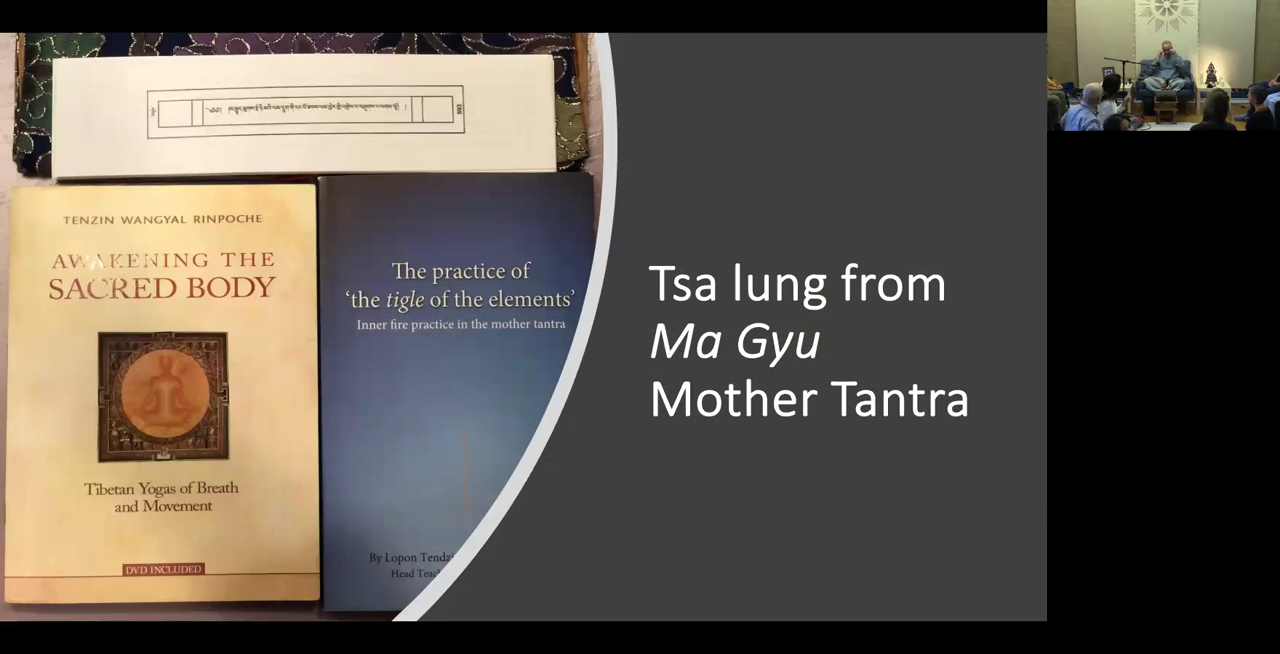 TENZIN WANGYAL RINPOCHE
AWAKENING THE
SACRED BODY
Tibetan Yogas of Breath
and Movement
DVD INCLUDED
The practice of
‘the tigle of the elements’
Inner fire practice in the mother tantra
By Lopon
Head
Tsa lung from
Ma Gyu
Mother Tantra